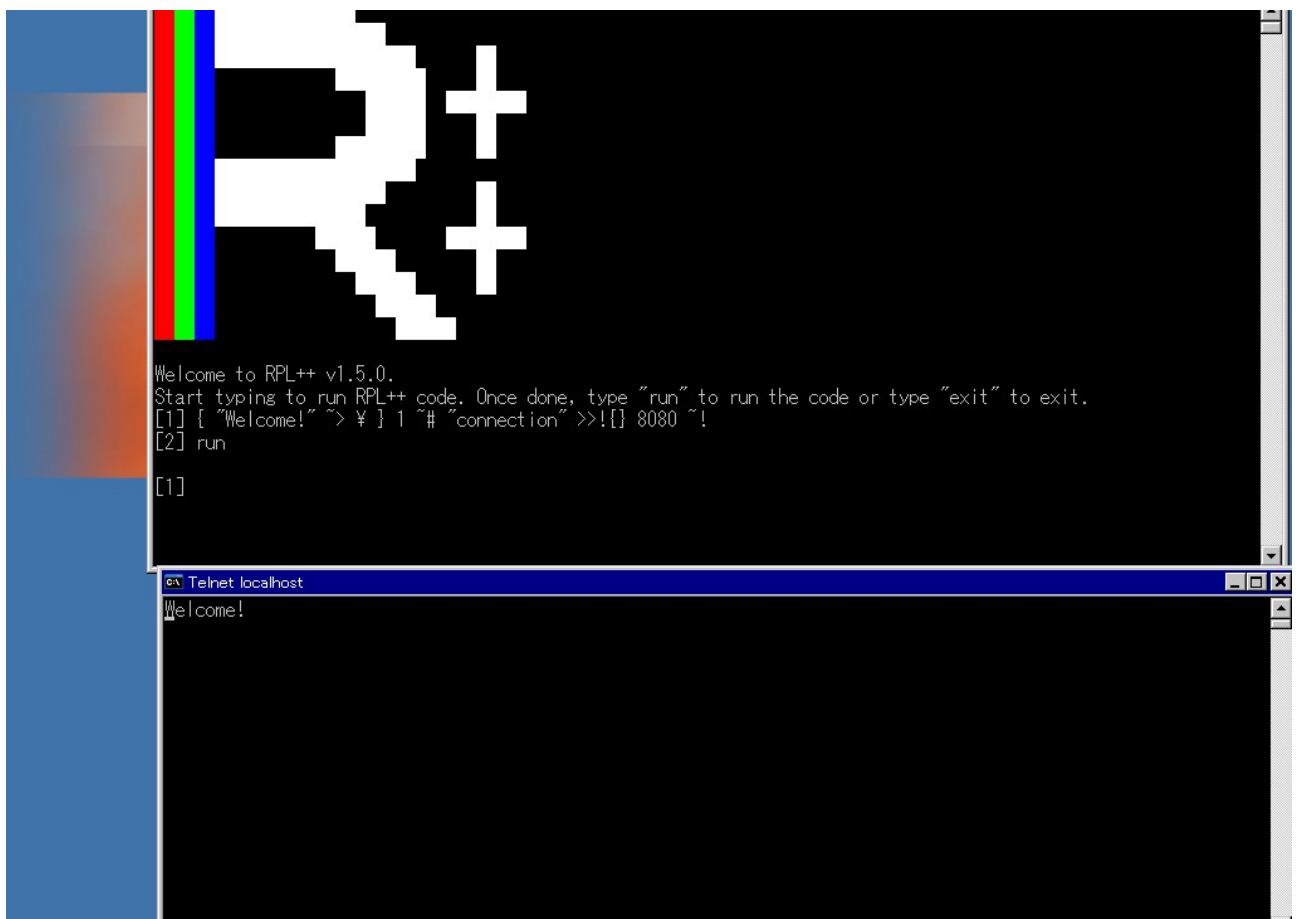 R++
Welcome to RPL++ v1.5.0.
Start typing to run RPL++ code. Once done, type "run" to run the code or type "exit" to exit.
[1] { "Welcome!" ~> ¥ } 1 ~# "connection" >>!{} 8080 ~!
[2] run
[1]
Telnet localhost
Welcome!